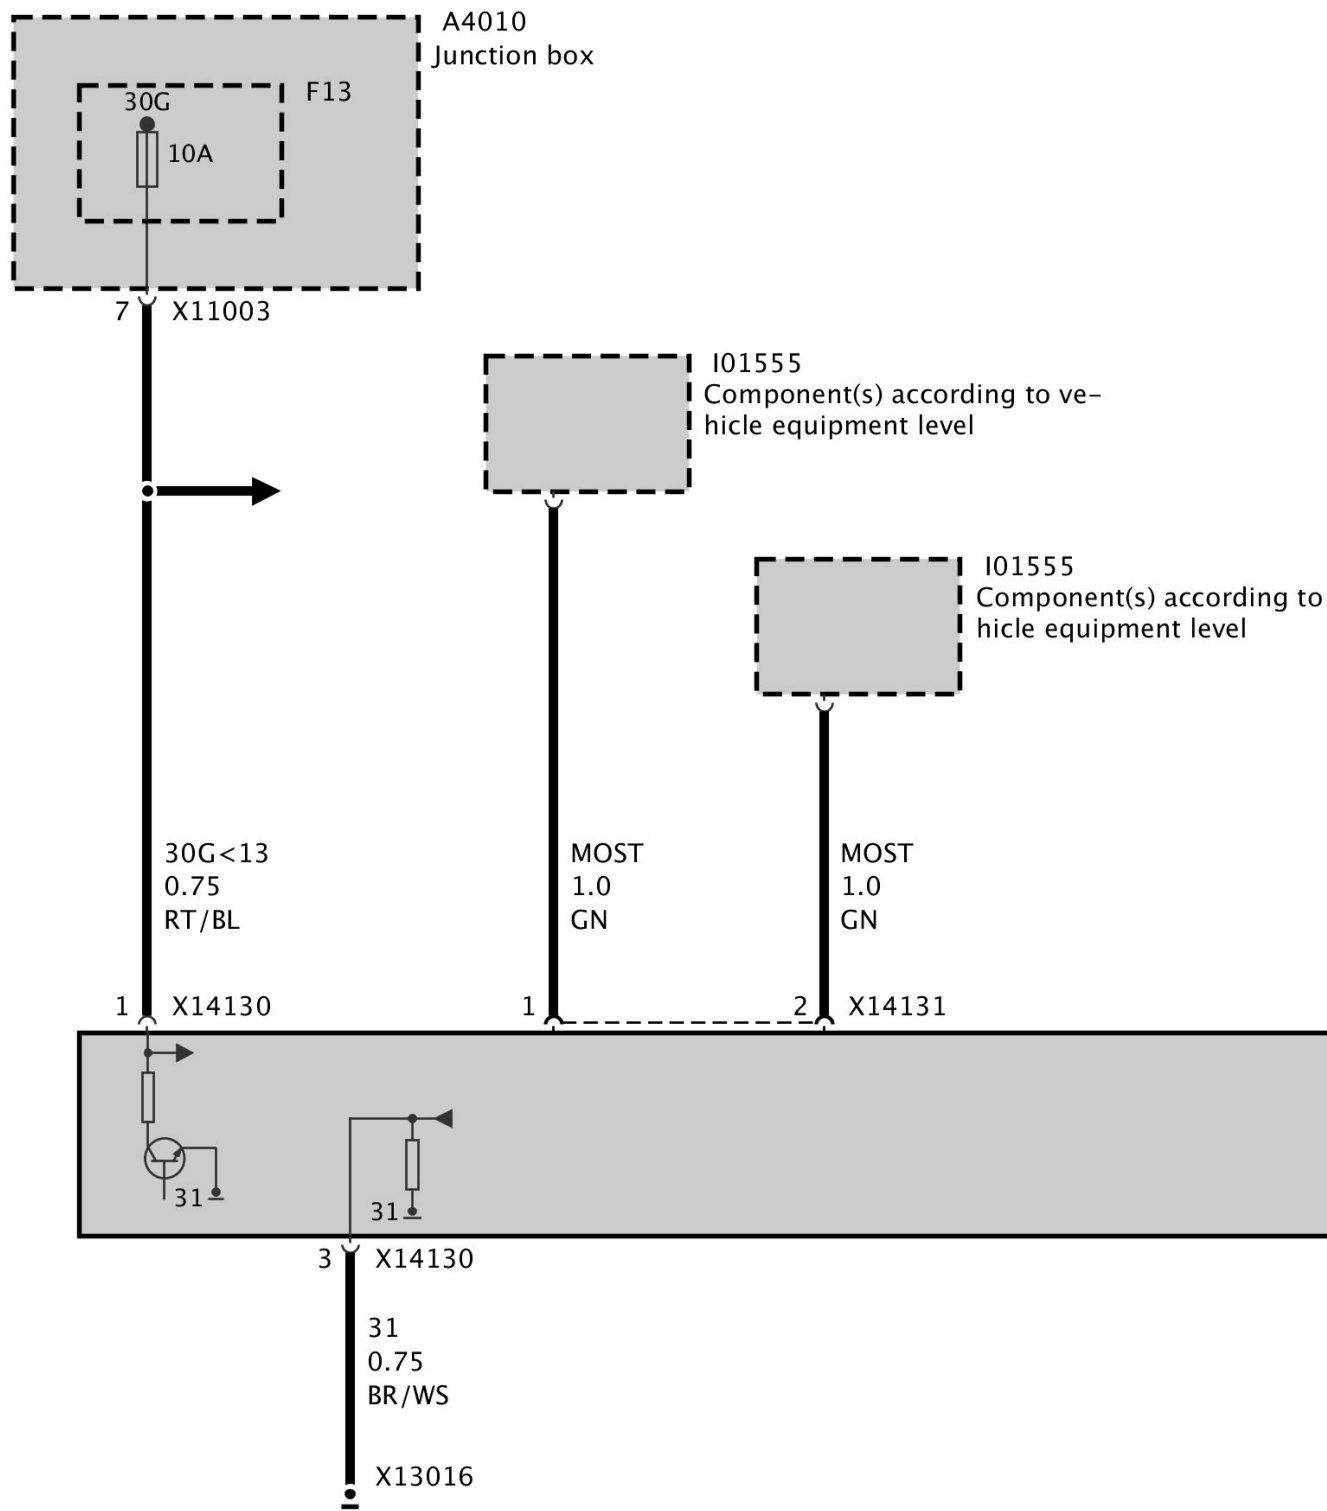 A4010
Junction box
F13
30G
10A
7 X11003
I01555
Component(s) according to ve-
hicle equipment level
I01555
Component(s) according to
hicle equipment level
30G<13
0.75
RT/BL
MOST
1.0
GN
MOST
1.0
GN
1 X14130
1
2 X14131
31
31
3 X14130
31
0.75
BR/WS
X13016